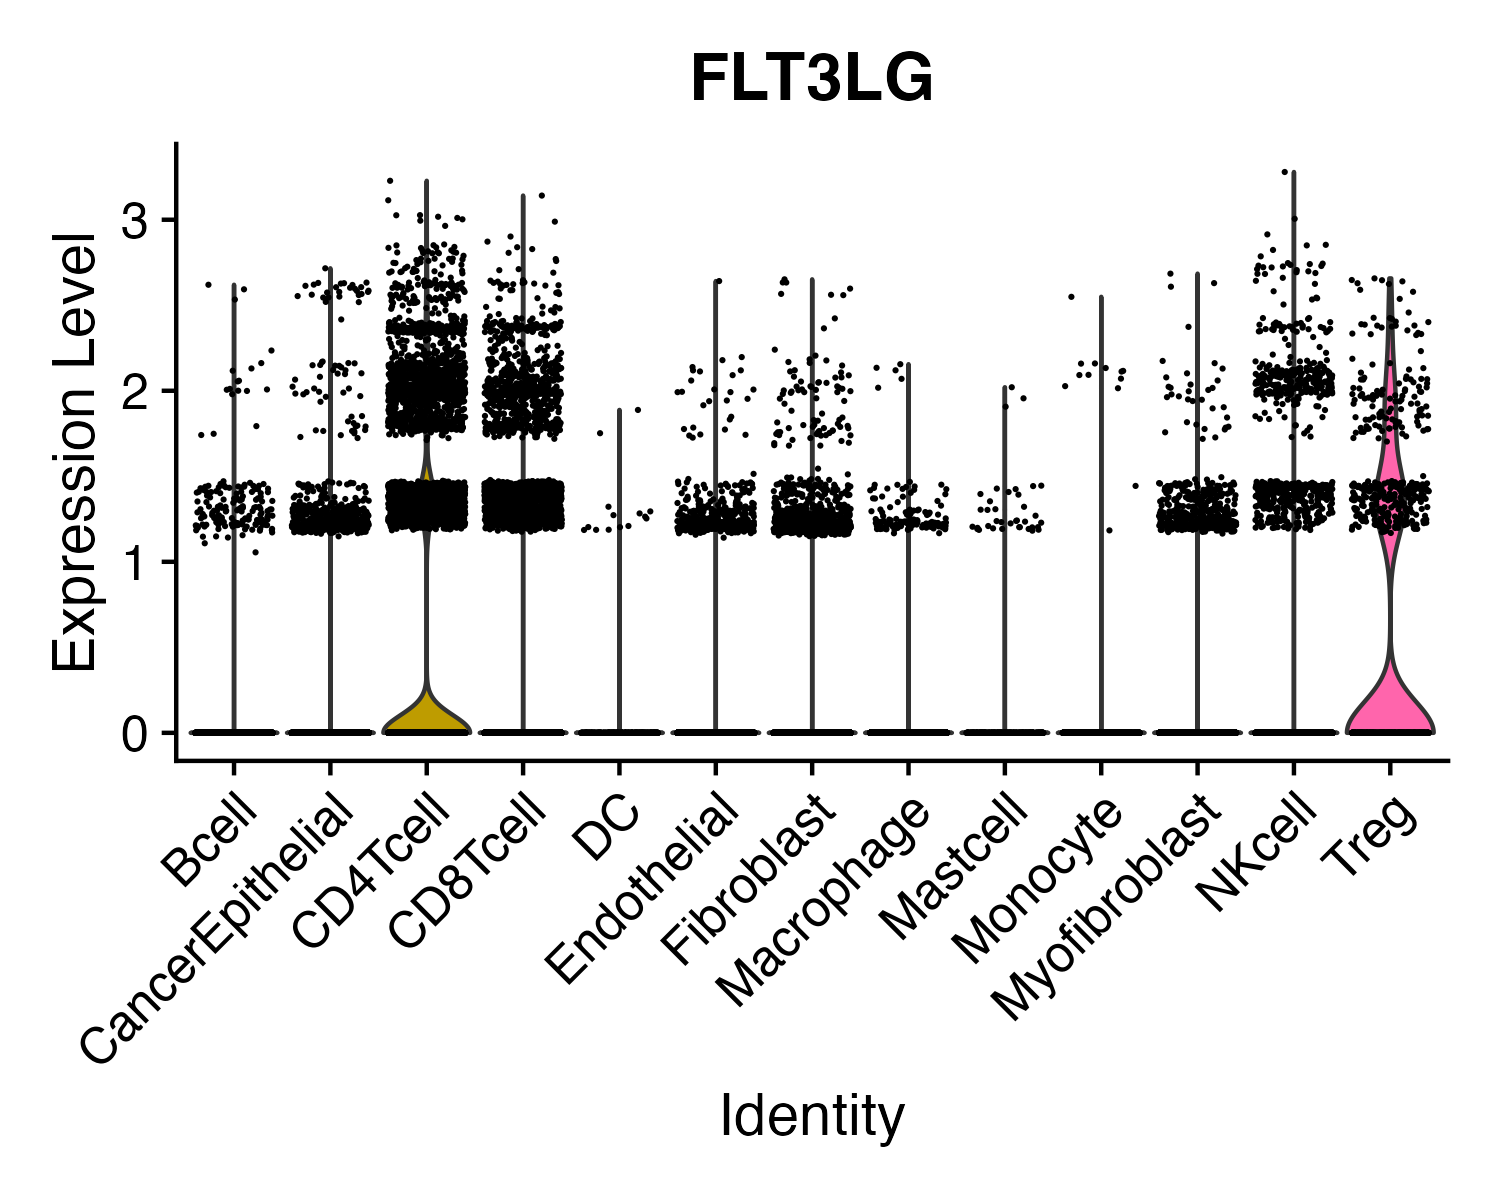 FLT3LG
Expression Level
3
2
1
0
Bcell
CancerEpithelial
CD4Tcell
CD8Tcell
DC
Endothelial
Fibroblast
Macrophage
Mastcell
Monocyte
Myofibroblast
NKcell
Treg
Identity